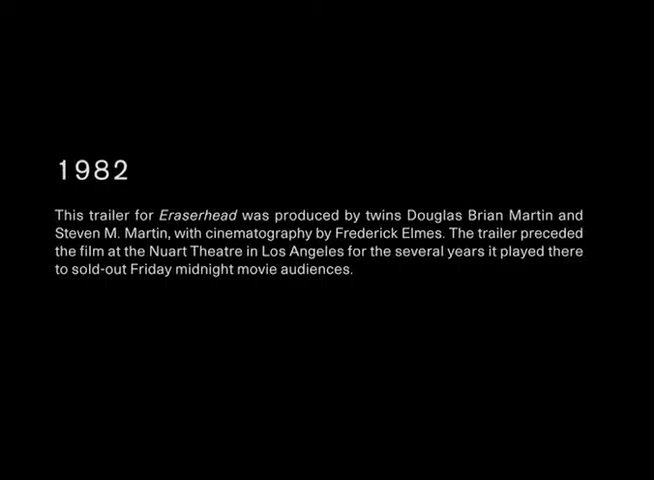 1982
This trailer for Eraserhead was produced by twins Douglas Brian Martin and
Steven M. Martin, with cinematography by Frederick Elmes. The trailer preceded
the film at the Nuart Theatre in Los Angeles for the several years it played there
to sold-out Friday midnight movie audiences.